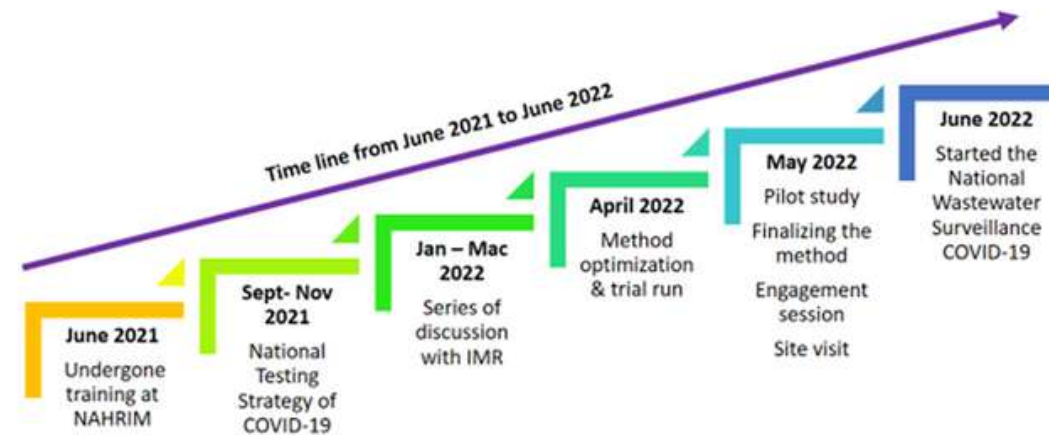 Time line from June 2021 to June 2022
June 2021
Undergone
training at
NAHRIM
Sept- Nov
2021
National
Testing
Strategy of
COVID-19
Jan – Mac
2022
Series of
discussion
with IMR
April 2022
Method
optimization
& trial run
May 2022
Pilot study
Finalizing the
method
Engagement
session
Site visit
June 2022
Started the
National
Wastewater
Surveillance
COVID-19